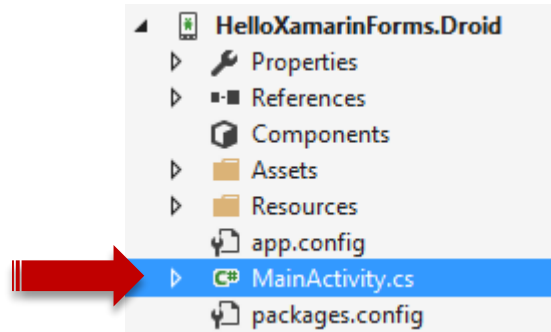 HelloXamarinForms.Droid
Properties
References
Components
Assets
Resources
app.config
C# MainActivity.cs
packages.config